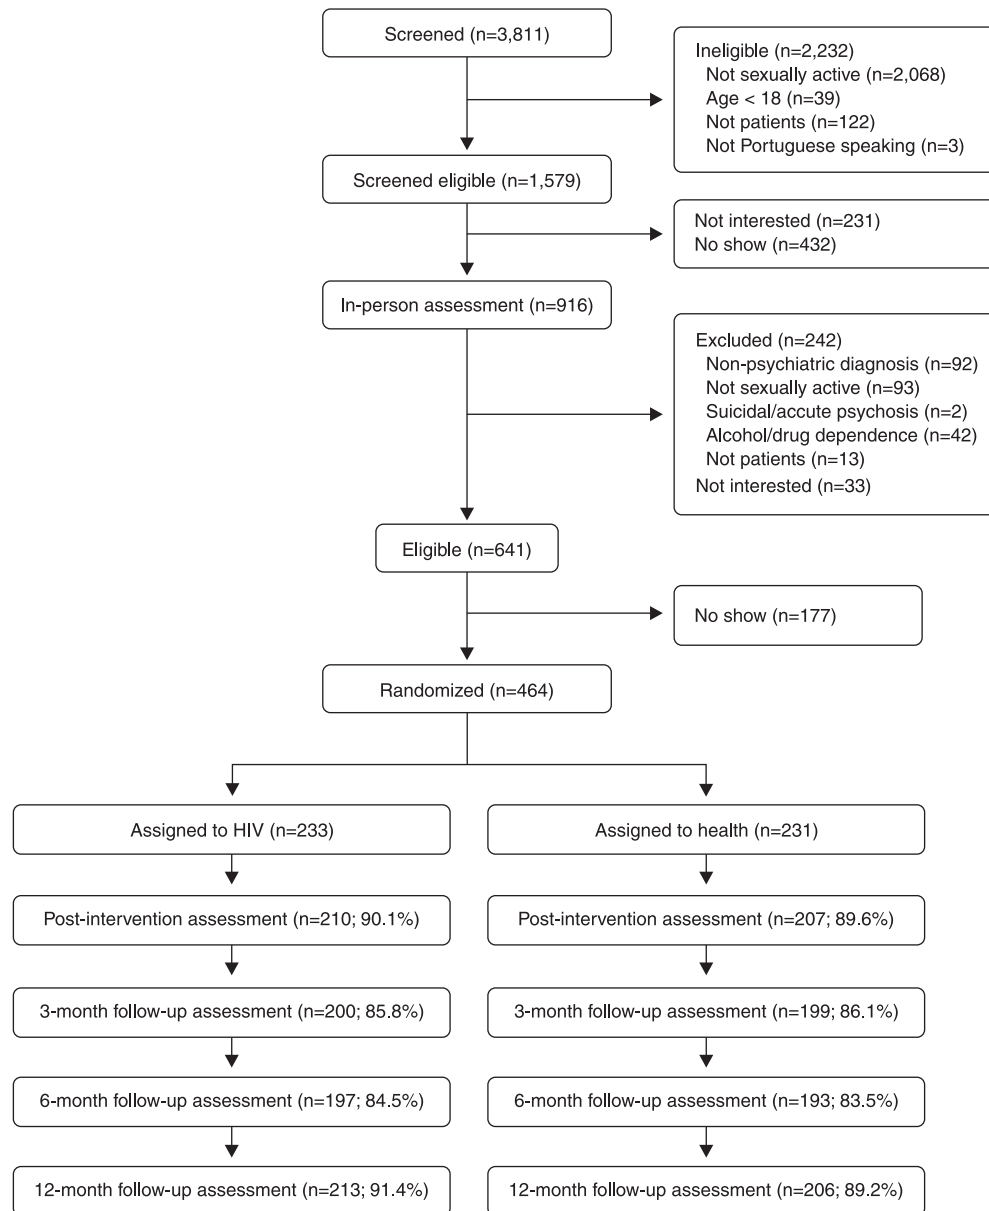 Screened (n=3,811)
Ineligible (n=2,232)
Not sexually active (n=2,068)
Age < 18 (n=39)
Not patients (n=122)
Not Portuguese speaking (n=3)
Screened eligible (n=1,579)
Not interested (n=231)
No show (n=432)
In-person assessment (n=916)
Excluded (n=242)
Non-psychiatric diagnosis (n=92)
Not sexually active (n=93)
Suicidal/accute psychosis (n=2)
Alcohol/drug dependence (n=42)
Not patients (n=13)
Not interested (n=33)
Eligible (n=641)
No show (n=177)
Randomized (n=464)
Assigned to HIV (n=233)
Assigned to health (n=231)
Post-intervention assessment (n=210; 90.1%)
Post-intervention assessment (n=207; 89.6%)
3-month follow-up assessment (n=200; 85.8%)
3-month follow-up assessment (n=199; 86.1%)
6-month follow-up assessment (n=197; 84.5%)
6-month follow-up assessment (n=193; 83.5%)
12-month follow-up assessment (n=213; 91.4%)
12-month follow-up assessment (n=206; 89.2%)